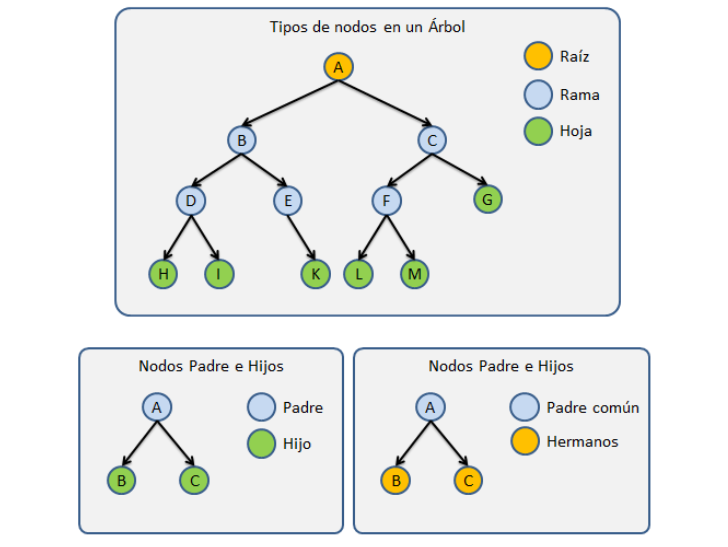 Tipos de nodos en un Árbol
A
Raíz
Rama
Hoja
B
C
D
E
F
G
H
I
K
L
M
Nodos Padre e Hijos
A
Padre
Hijo
B
C
Nodos Padre e Hijos
A
Padre común
Hermanos
B
C